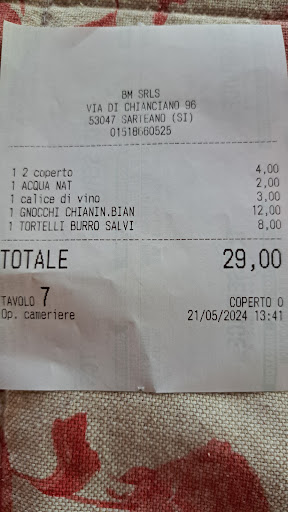 BM SRLS
VIA DI CHIANCIANO 96
53047 SARTEANO (SI)
01518660525
1 2 coperto 4,00
1 ACQUA NAT 2,00
1 calice di vino 3,00
1 GNOCCHI CHIANIN.BIAN 12,00
1 TORTELLI BURRO SALVI 8,00
TOTALE 29,00
TAVOLO 7 COPERTO 0
Op. cameriere 21/05/2024 13:41